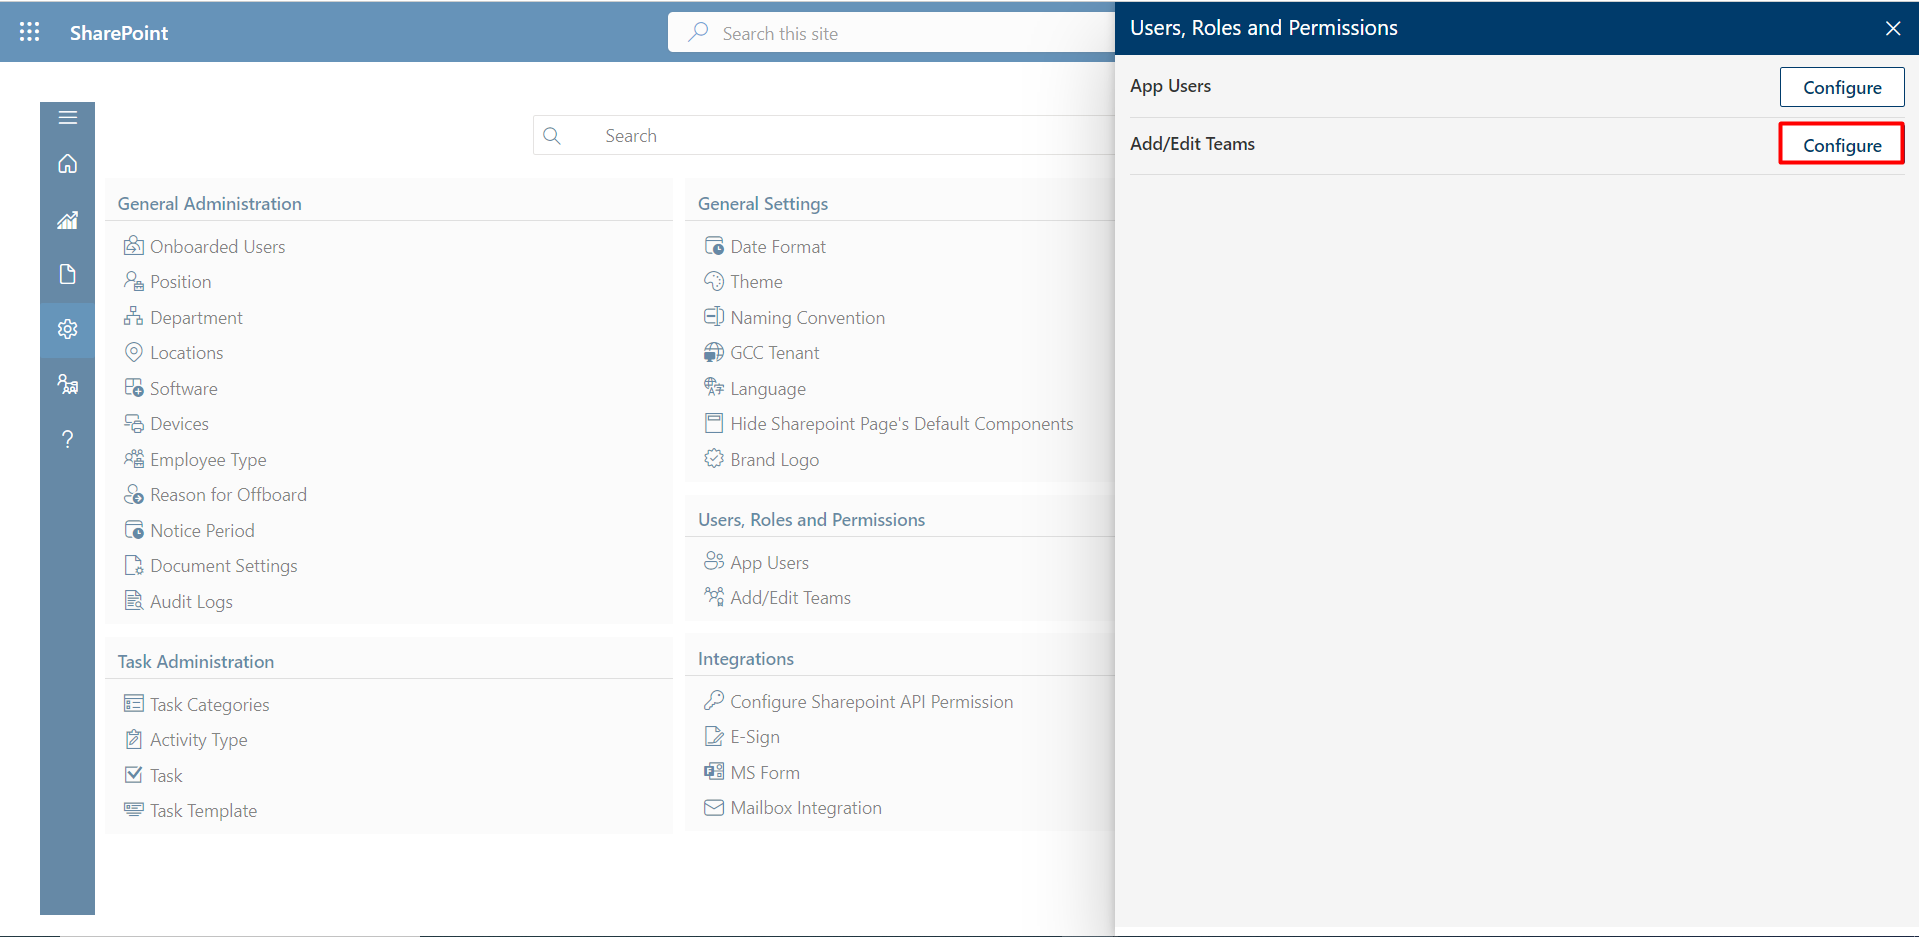 SharePoint
Search this site
Search
General Administration
Onboarded Users
Position
Department
Locations
Software
Devices
Employee Type
Reason for Offboard
Notice Period
Document Settings
Audit Logs
Task Administration
Task Categories
Activity Type
Task
Task Template
General Settings
Date Format
Theme
Naming Convention
GCC Tenant
Language
Hide Sharepoint Page's Default Components
Brand Logo
Users, Roles and Permissions
App Users
Add/Edit Teams
Integrations
Configure Sharepoint API Permission
E-Sign
MS Form
Mailbox Integration
Users, Roles and Permissions
App Users Configure
Add/Edit Teams Configure